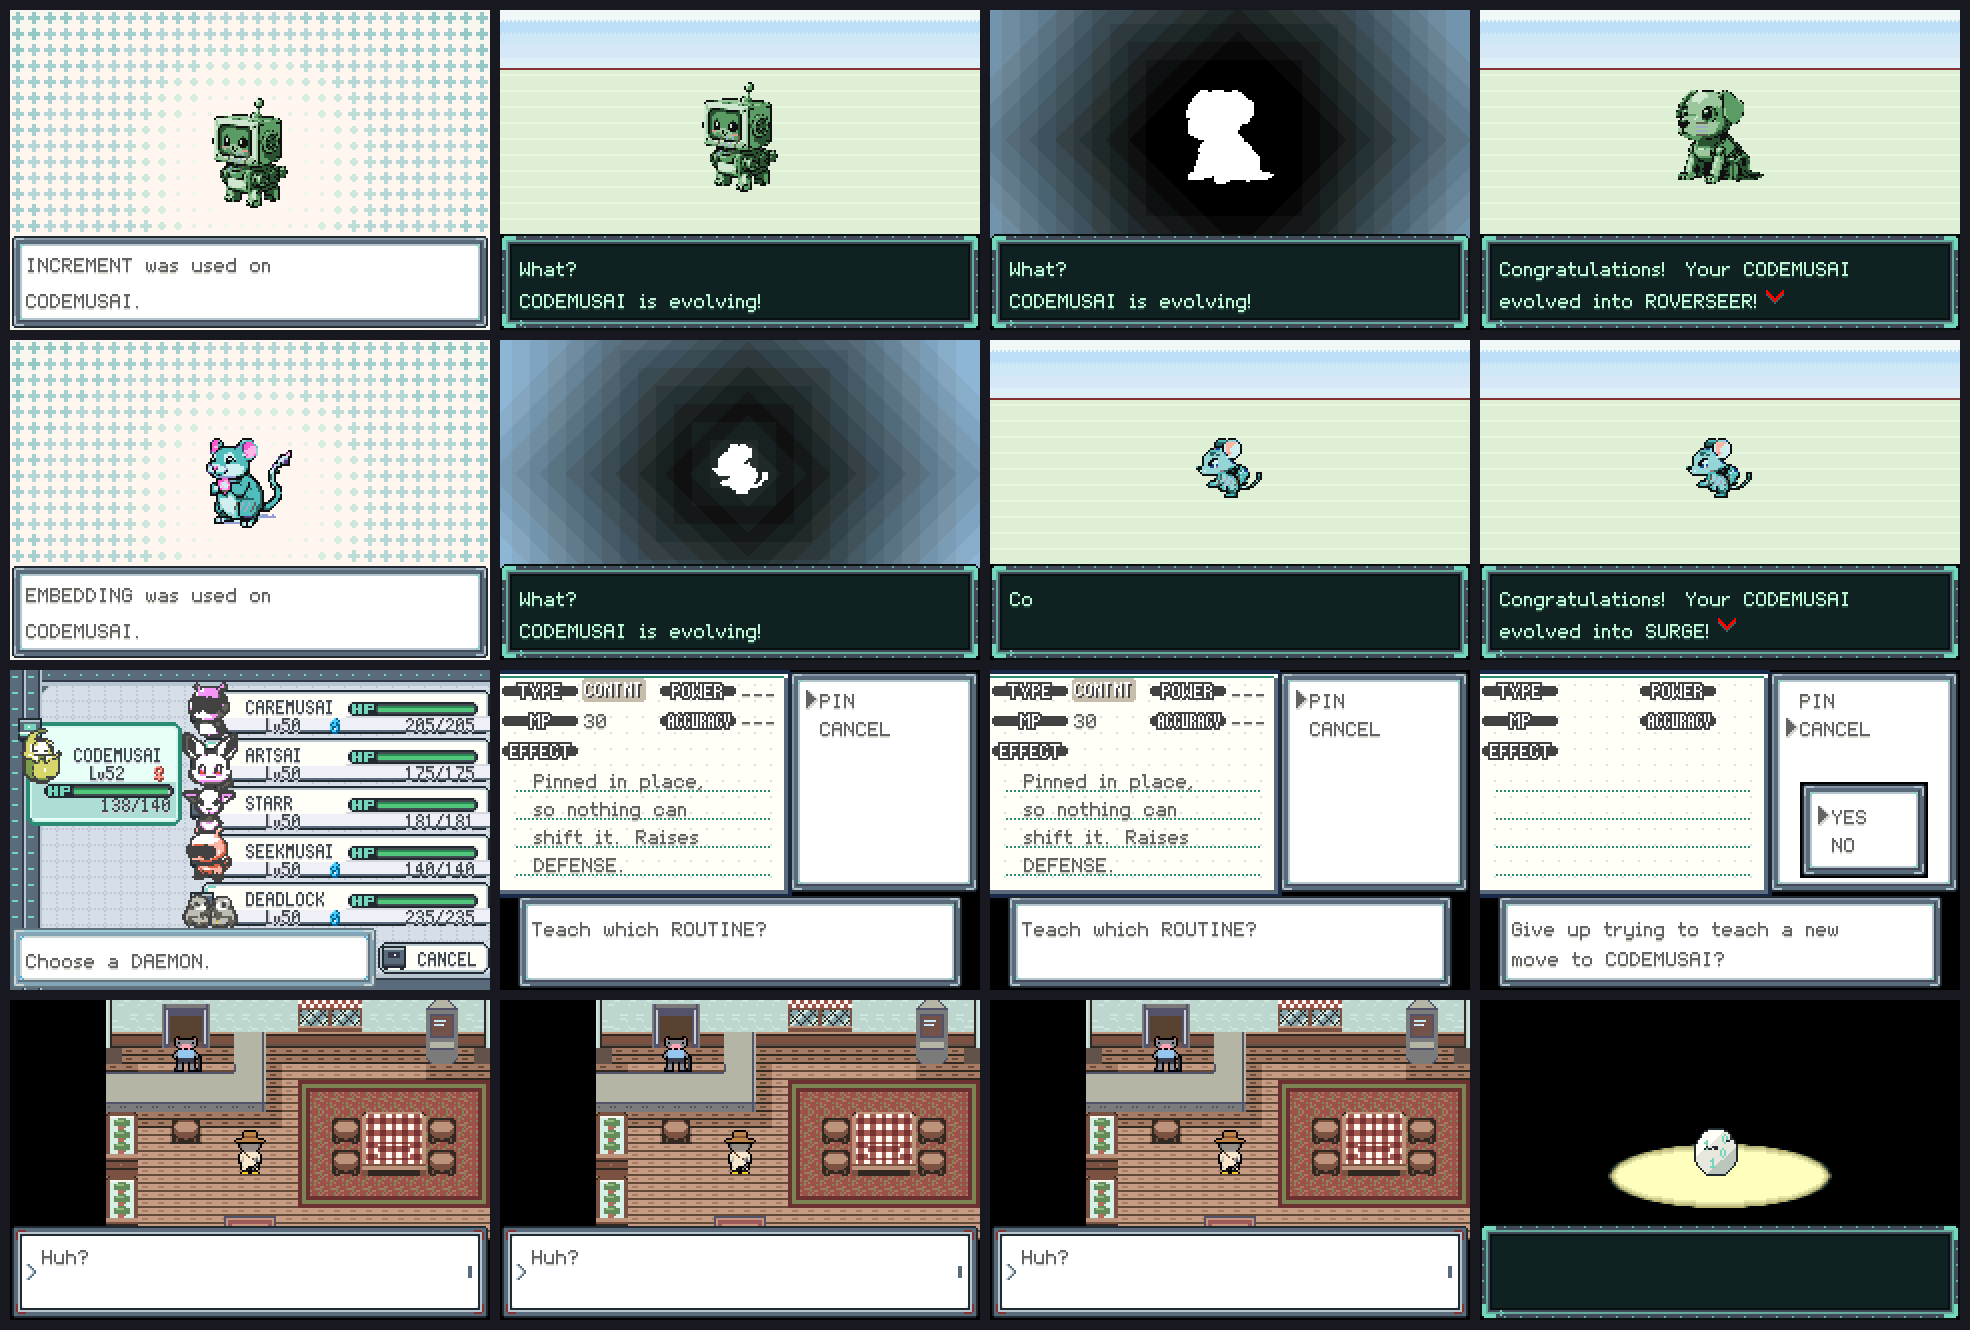 INCREMENT was used on
CODEMUSAI.
What?
CODEMUSAI is evolving!
What?
CODEMUSAI is evolving!
Congratulations! Your CODEMUSAI
evolved into ROVERSEER!
EMBEDDING was used on
CODEMUSAI.
What?
CODEMUSAI is evolving!
Co
Congratulations! Your CODEMUSAI
evolved into SURGE!
CODEMUSAI
Lv52
HP
138/140
CAREMUSAI HP
Lv50 205/205
ARTSAI HP
Lv50 175/175
STARR HP
Lv50 181/181
SEEKMUSAI HP
Lv50 140/140
DEADLOCK HP
Lv50 235/235
Choose a DAEMON.
CANCEL
TYPE CONTNT POWER ---
MP 30 ACCURACY ---
EFFECT
Pinned in place,
so nothing can
shift it. Raises
DEFENSE.
PIN
CANCEL
Teach which ROUTINE?
TYPE CONTNT POWER ---
MP 30 ACCURACY ---
EFFECT
Pinned in place,
so nothing can
shift it. Raises
DEFENSE.
PIN
CANCEL
Teach which ROUTINE?
TYPE POWER
MP ACCURACY
EFFECT
PIN
CANCEL
YES
NO
Give up trying to teach a new
move to CODEMUSAI?
Huh?
Huh?
Huh?